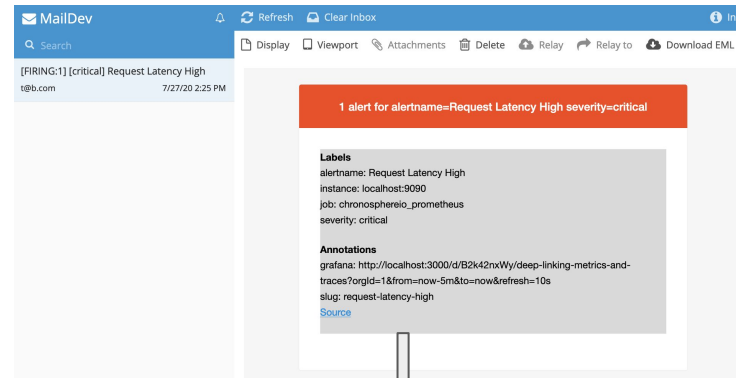 MailDev
Refresh Clear Inbox
Search
Display Viewport Attachments Delete Relay Relay to Download EML
[FIRING:1] [critical] Request Latency High
t@b.com 7/27/20 2:25 PM
1 alert for alertname=Request Latency High severity=critical
Labels
alertname: Request Latency High
instance: localhost:9090
job: chronosphereio_prometheus
severity: critical
Annotations
grafana: http://localhost:3000/d/B2k42nxWy/deep-linking-metrics-and-
traces?orgId=1&from=now-5m&to=now&refresh=10s
slug: request-latency-high
Source